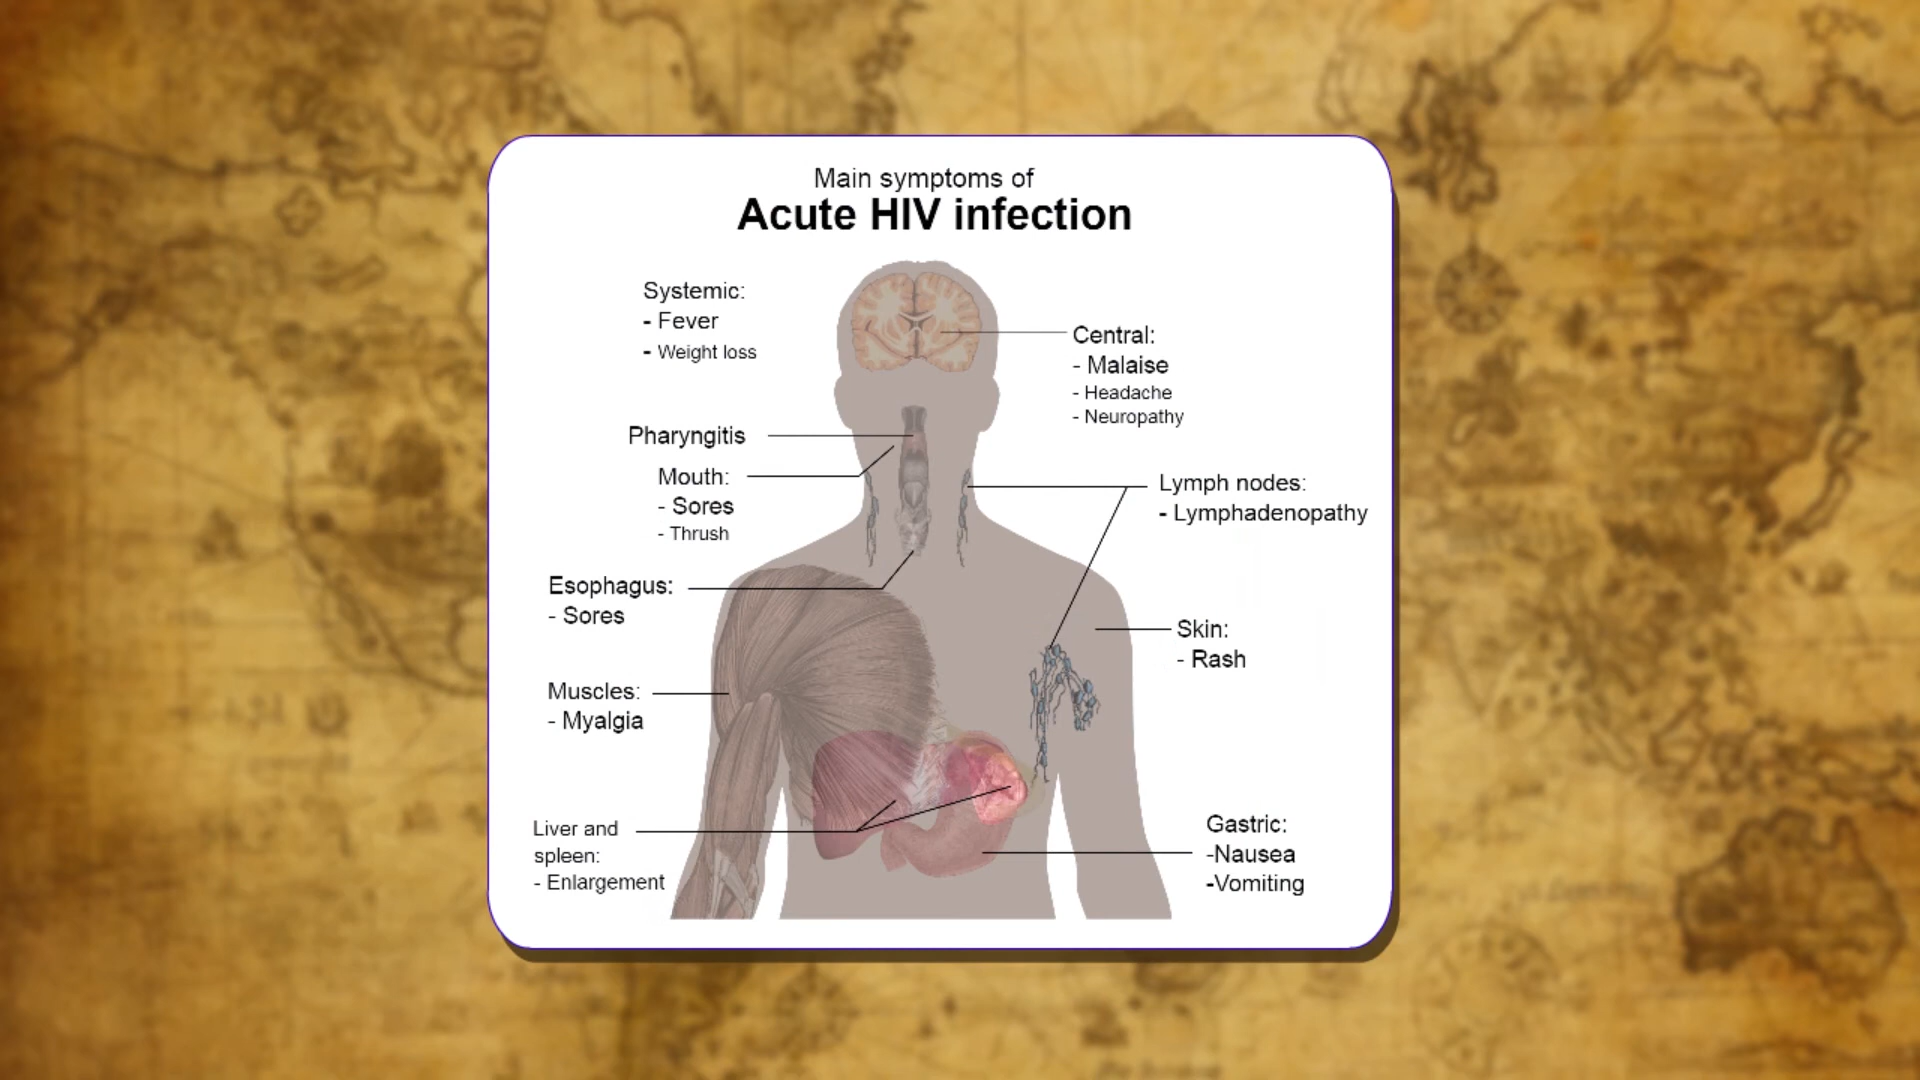 Main symptoms of
Acute HIV infection
Systemic:
- Fever
- Weight loss
Central:
- Malaise
- Headache
- Neuropathy
Pharyngitis
Mouth:
- Sores
- Thrush
Lymph nodes:
- Lymphadenopathy
Esophagus:
- Sores
Skin:
- Rash
Muscles:
- Myalgia
Liver and
spleen:
- Enlargement
Gastric:
-Nausea
-Vomiting